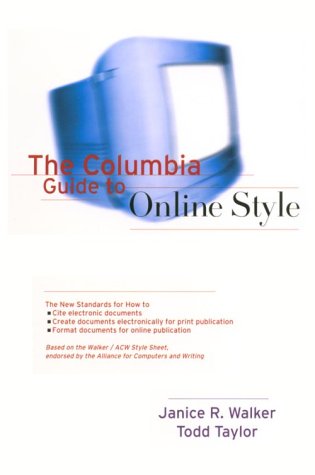 The Columbia
Guide to
Online Style
The New Standards for How to
■ Cite electronic documents
■ Create documents electronically for print publication
■ Format documents for online publication
Based on the Walker / ACW Style Sheet,
endorsed by the Alliance for Computers and Writing
Janice R. Walker
Todd Taylor